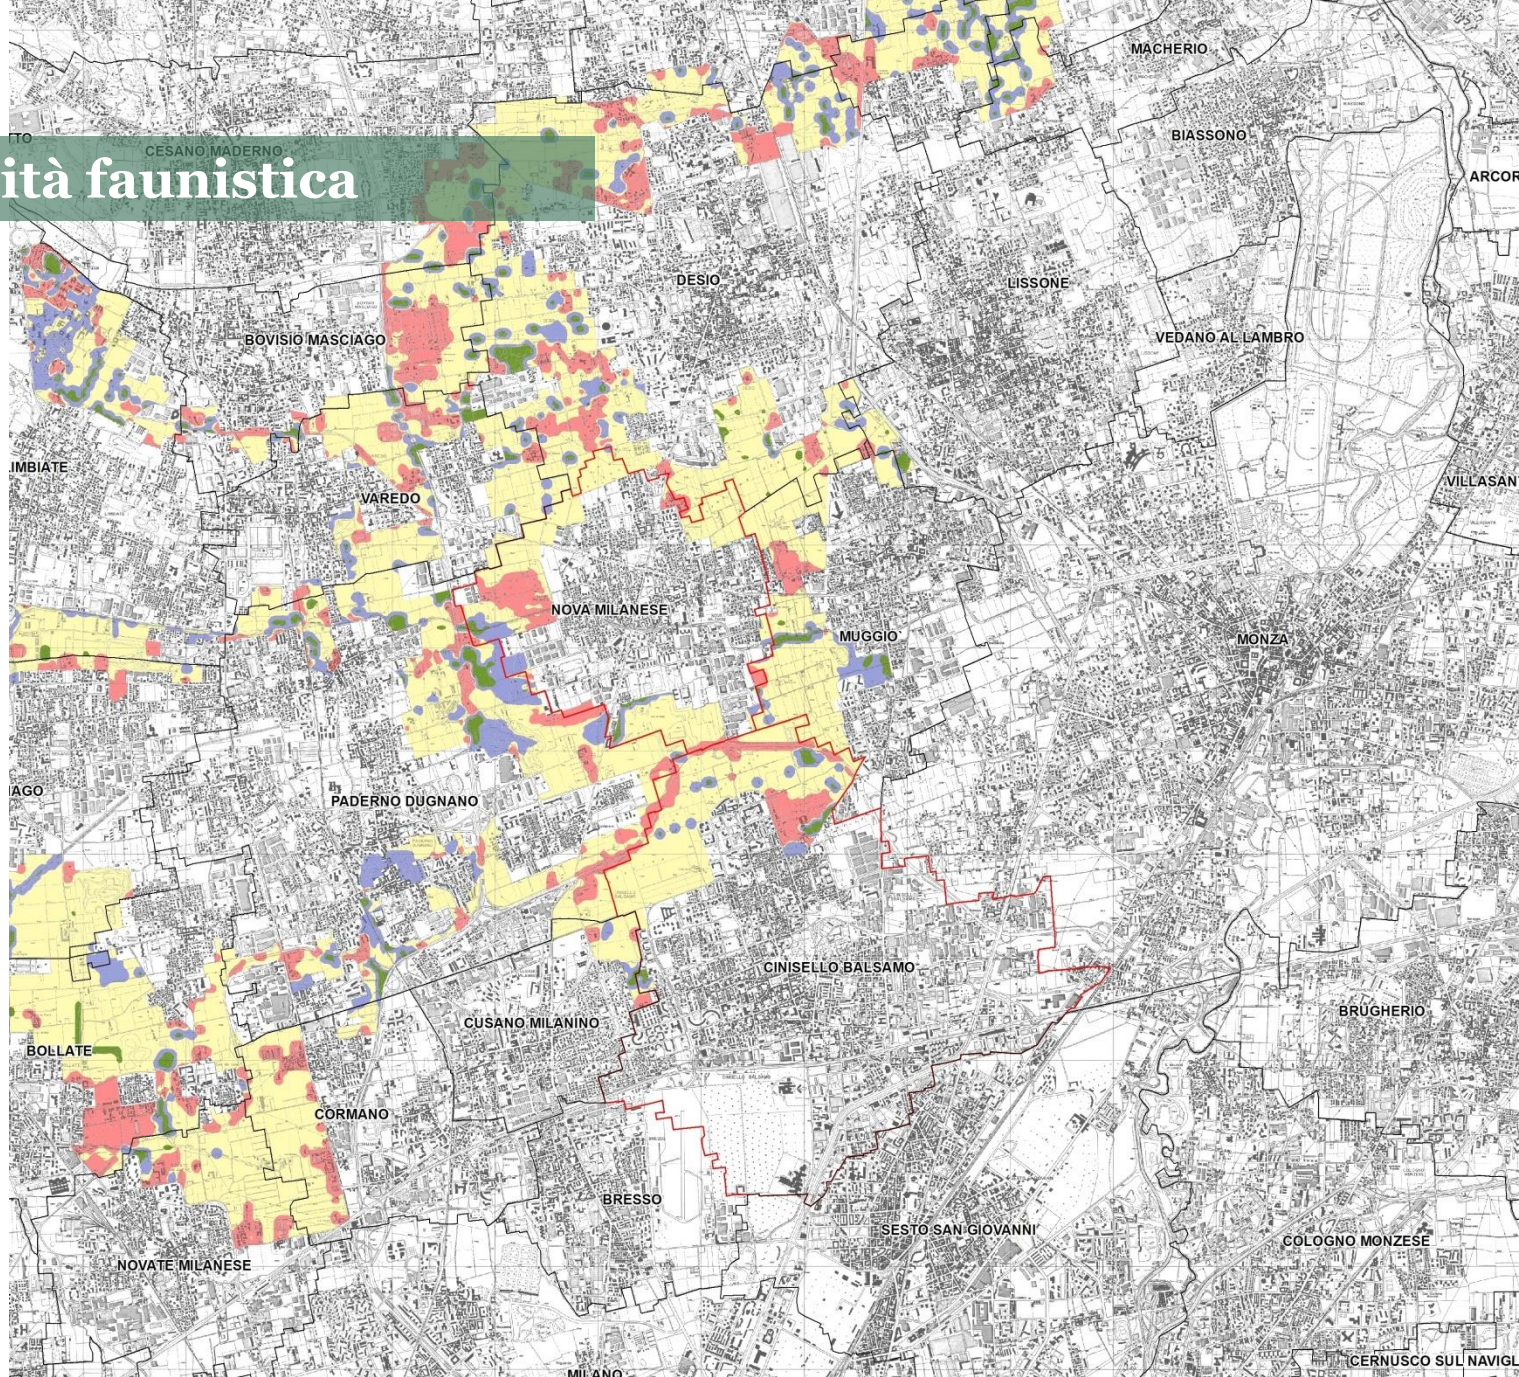 MACHERIO
BIASSONO
TTO
CESANO MADERNO
ità faunistica
ARCOR
DESIO
LISSONE
BOVISIO MASCIAGO
VEDANO AL LAMBRO
IMBIATE
VILLASAN
VAREDO
NOVA MILANESE
MUGGIO'
MONZA
IAGO
PADERNO DUGNANO
CINISELLO BALSAMO
BRUGHERIO
CUSANO MILANINO
BOLLATE
CORMANO
BRESSO
SESTO SAN GIOVANNI
COLOGNO MONZESE
NOVATE MILANESE
CERNUSCO SUL NAVIGL
MILANO